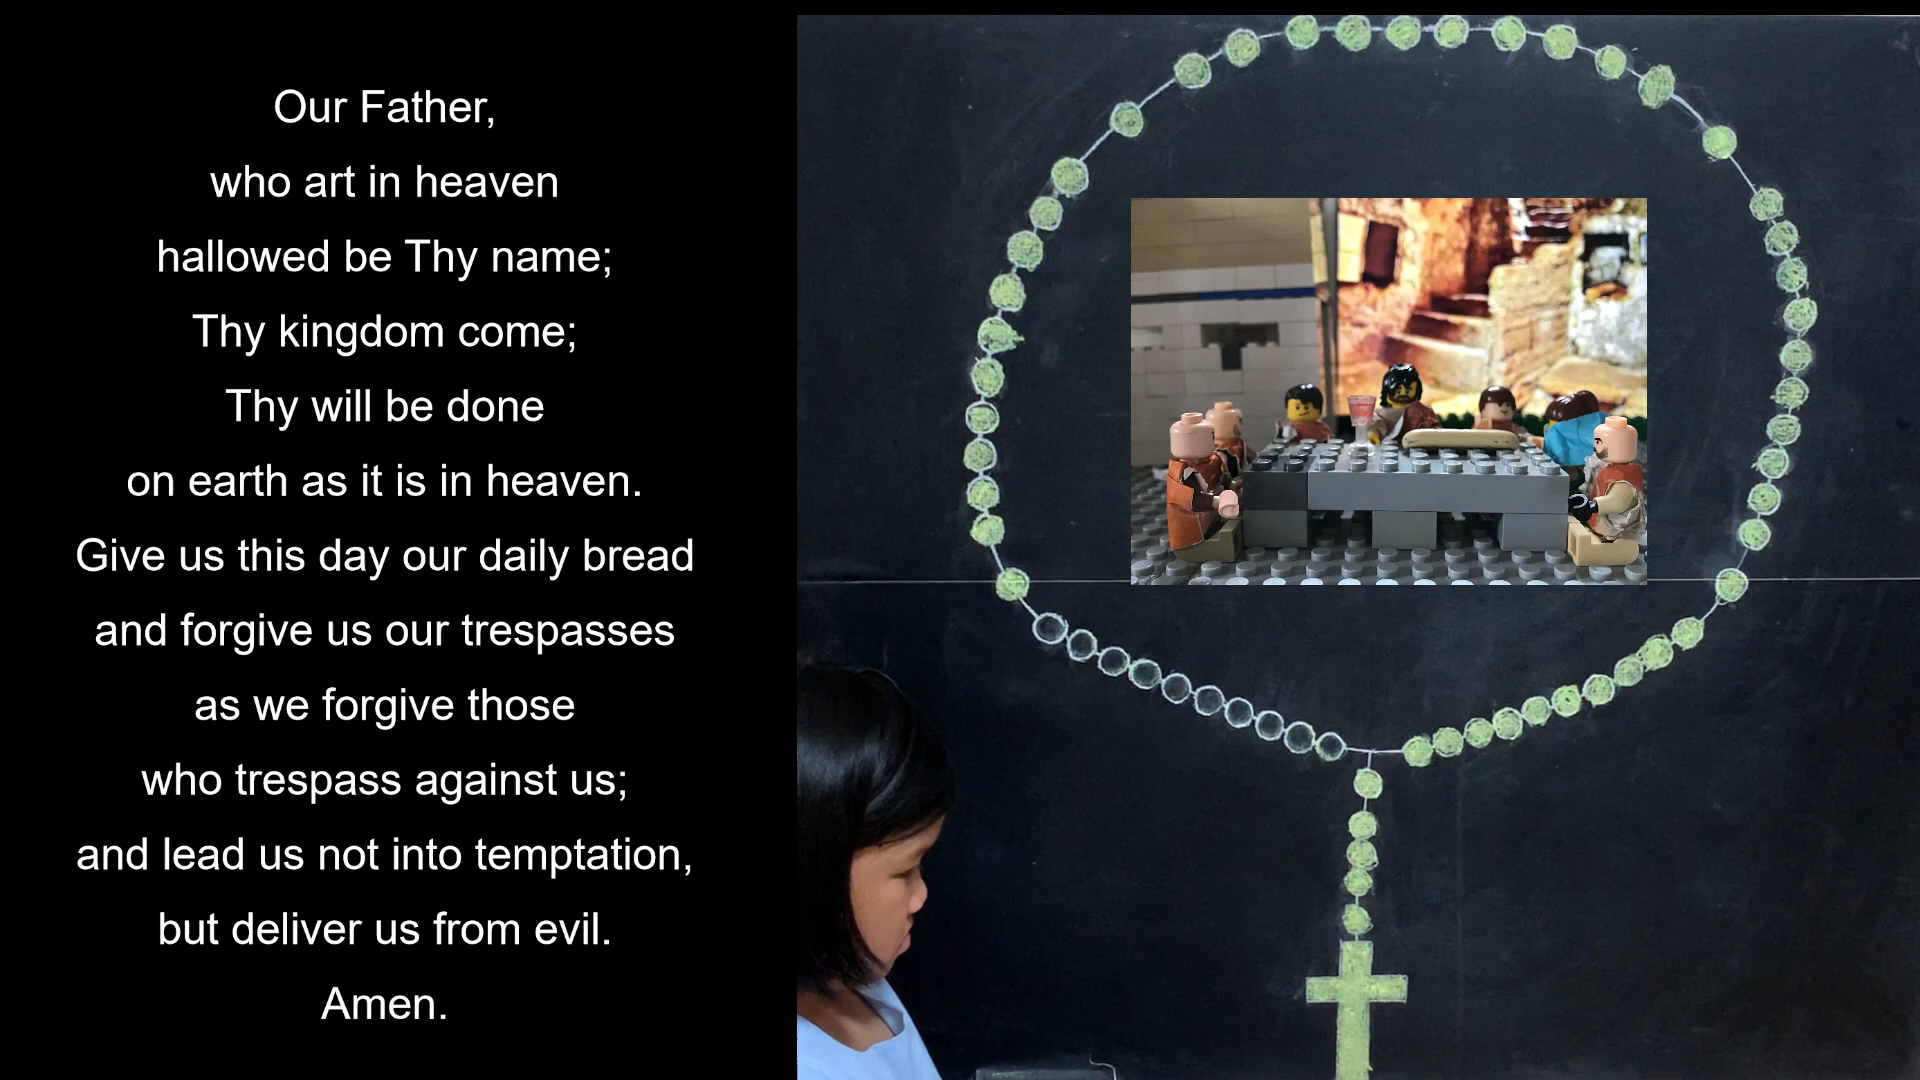 Our Father,
who art in heaven
hallowed be Thy name;
Thy kingdom come;
Thy will be done
on earth as it is in heaven.
Give us this day our daily bread
and forgive us our trespasses
as we forgive those
who trespass against us;
and lead us not into temptation,
but deliver us from evil.
Amen.